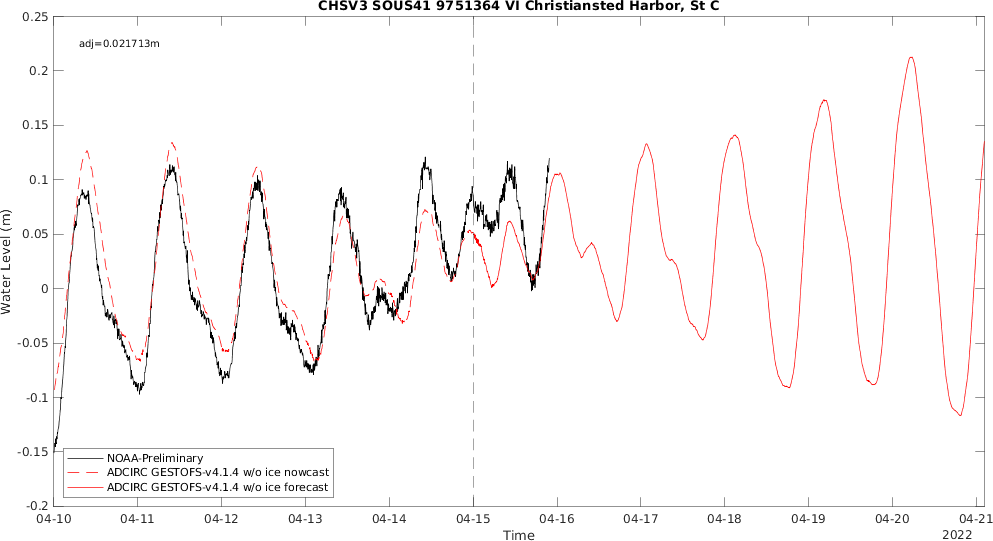 CHSV3 SOUS41 9751364 VI Christiansted Harbor, St C
adj=0.021713m
0.25
0.2
0.15
0.1
0.05
0
-0.05
-0.1
-0.15
-0.2
Water Level (m)
NOAA-Preliminary
ADCIRC GESTOFS-v4.1.4 w/o ice nowcast
ADCIRC GESTOFS-v4.1.4 w/o ice forecast
04-10 04-11 04-12 04-13 04-14 04-15 04-16 04-17 04-18 04-19 04-20 04-21
Time
2022